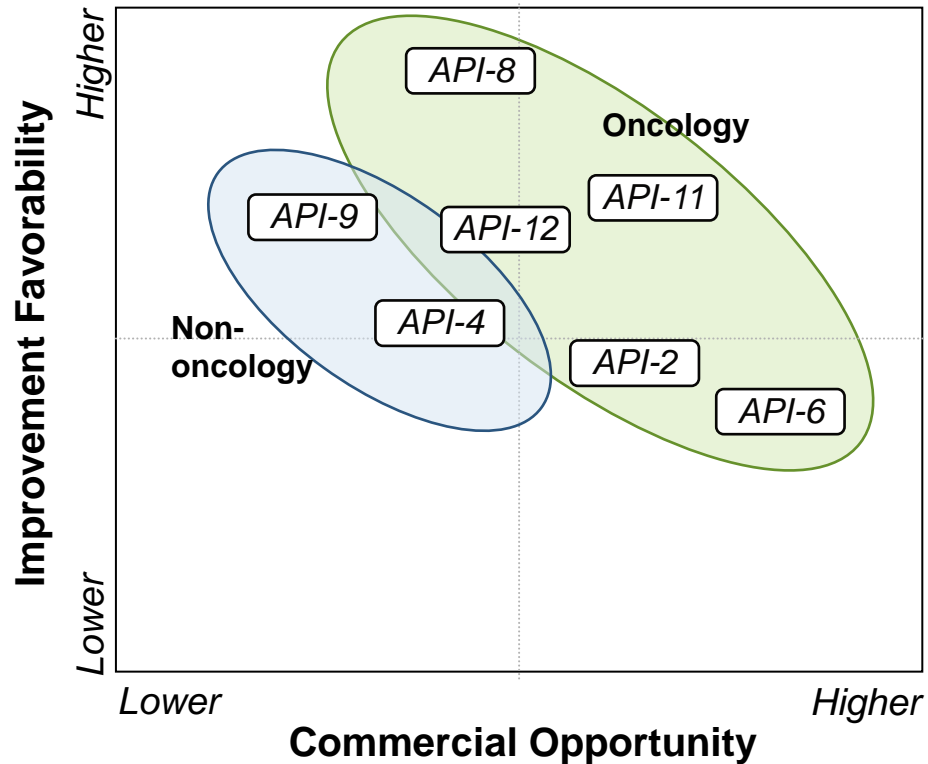 Higher
Improvement Favorability
Lower
API-8
Oncology
API-11
API-9
API-12
API-4
Non-
oncology
API-2
API-6
Lower
Higher
Commercial Opportunity